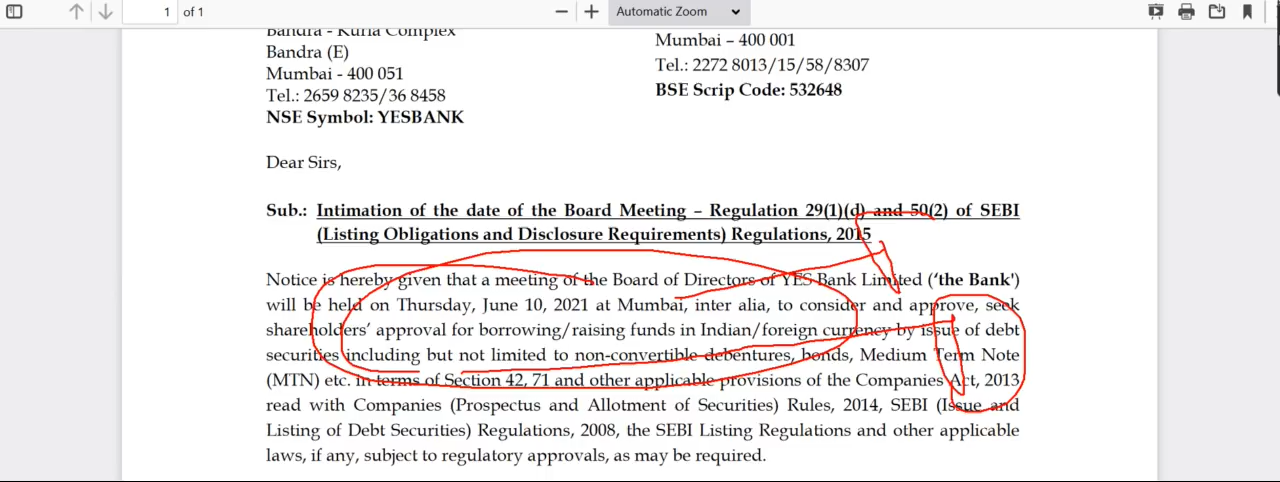 1 of 1
Automatic Zoom
Bandra - Kurla Complex
Bandra (E)
Mumbai - 400 051
Tel.: 2659 8235/36 8458
NSE Symbol: YESBANK
Mumbai – 400 001
Tel.: 2272 8013/15/58/8307
BSE Scrip Code: 532648
Dear Sirs,
Sub.: Intimation of the date of the Board Meeting – Regulation 29(1)(d) and 50(2) of SEBI
(Listing Obligations and Disclosure Requirements) Regulations, 2015
Notice is hereby given that a meeting of the Board of Directors of YES Bank Limited (‘the Bank')
will be held on Thursday, June 10, 2021 at Mumbai, inter alia, to consider and approve, seek
shareholders’ approval for borrowing/raising funds in Indian/foreign currency by issue of debt
securities including but not limited to non-convertible debentures, bonds, Medium Term Note
(MTN) etc. in terms of Section 42, 71 and other applicable provisions of the Companies Act, 2013
read with Companies (Prospectus and Allotment of Securities) Rules, 2014, SEBI (Issue and
Listing of Debt Securities) Regulations, 2008, the SEBI Listing Regulations and other applicable
laws, if any, subject to regulatory approvals, as may be required.